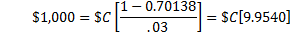 $1,000 = $C[1 − 0.70138 / .03] = $C[9.9540]